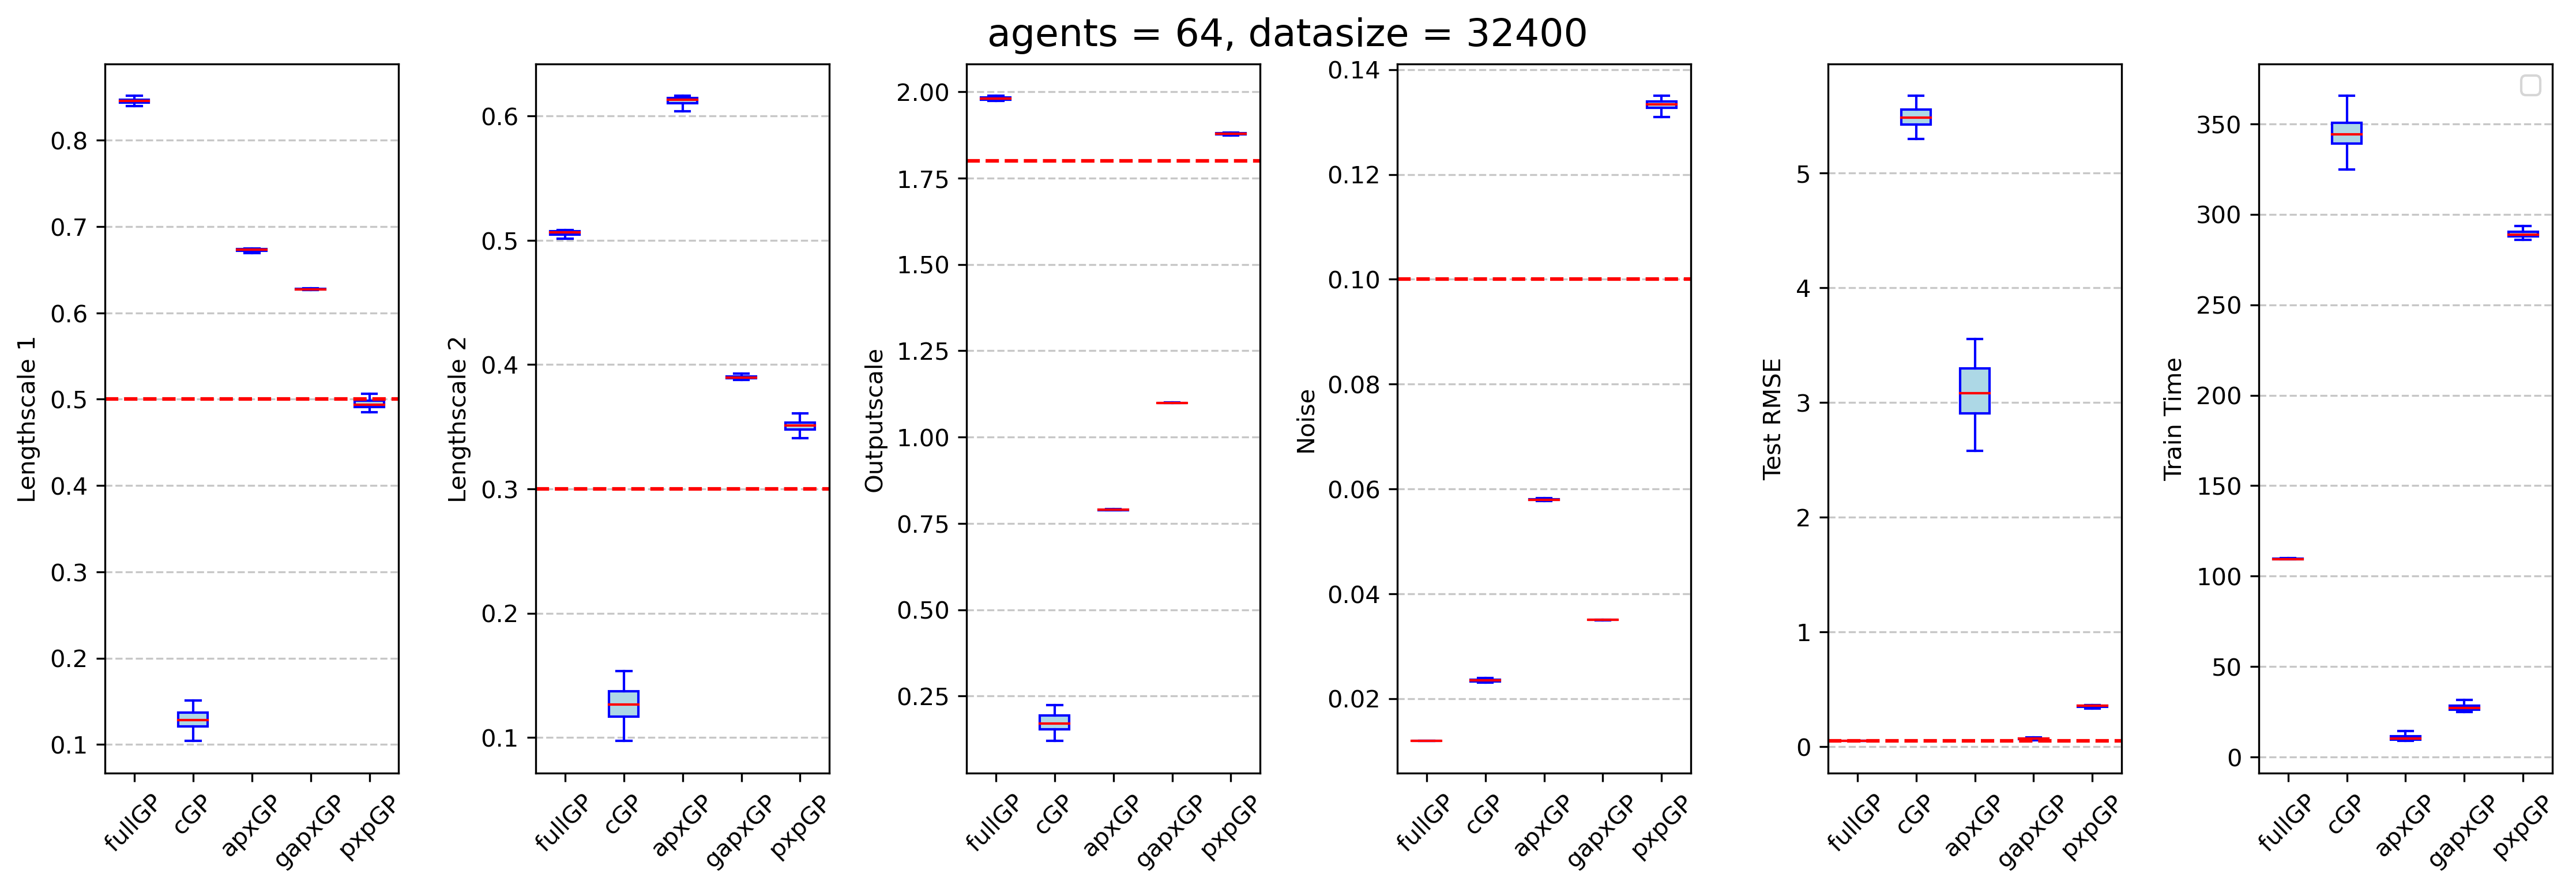 agents = 64, datasize = 32400
Lengthscale 1
0.8
0.7
0.6
0.5
0.4
0.3
0.2
0.1
fullGP
cGP
apxGP
gapxGP
pxpGP
Lengthscale 2
0.6
0.5
0.4
0.3
0.2
0.1
fullGP
cGP
apxGP
gapxGP
pxpGP
Outputscale
2.00
1.75
1.50
1.25
1.00
0.75
0.50
0.25
fullGP
cGP
apxGP
gapxGP
pxpGP
Noise
0.14
0.12
0.10
0.08
0.06
0.04
0.02
fullGP
cGP
apxGP
gapxGP
pxpGP
Test RMSE
5
4
3
2
1
0
fullGP
cGP
apxGP
gapxGP
pxpGP
Train Time
350
300
250
200
150
100
50
0
fullGP
cGP
apxGP
gapxGP
pxpGP